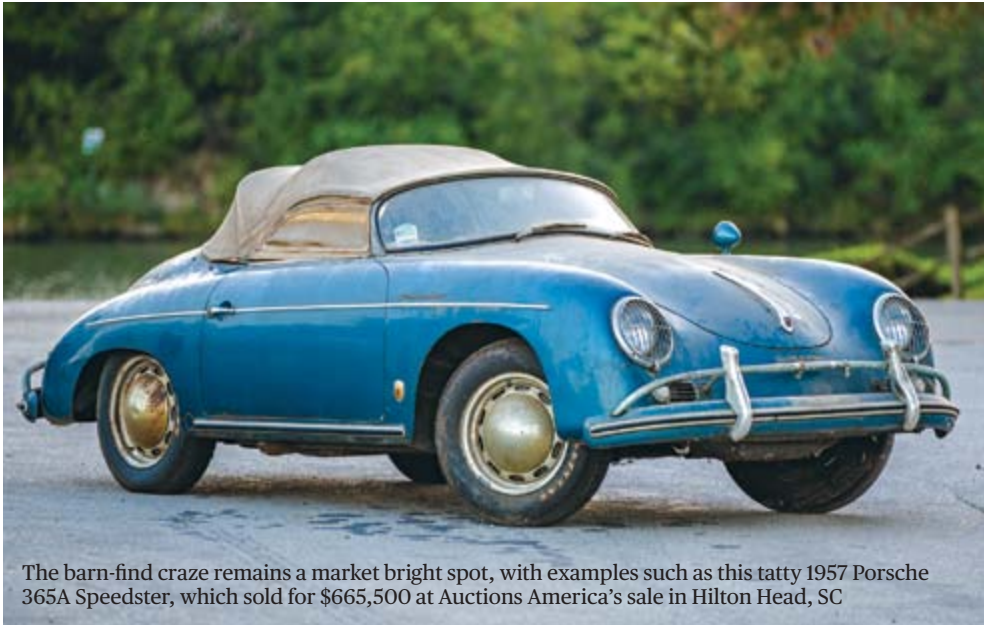 The barn-find craze remains a market bright spot, with examples such as this tatty 1957 Porsche
365A Speedster, which sold for $665,500 at Auctions America’s sale in Hilton Head, SC